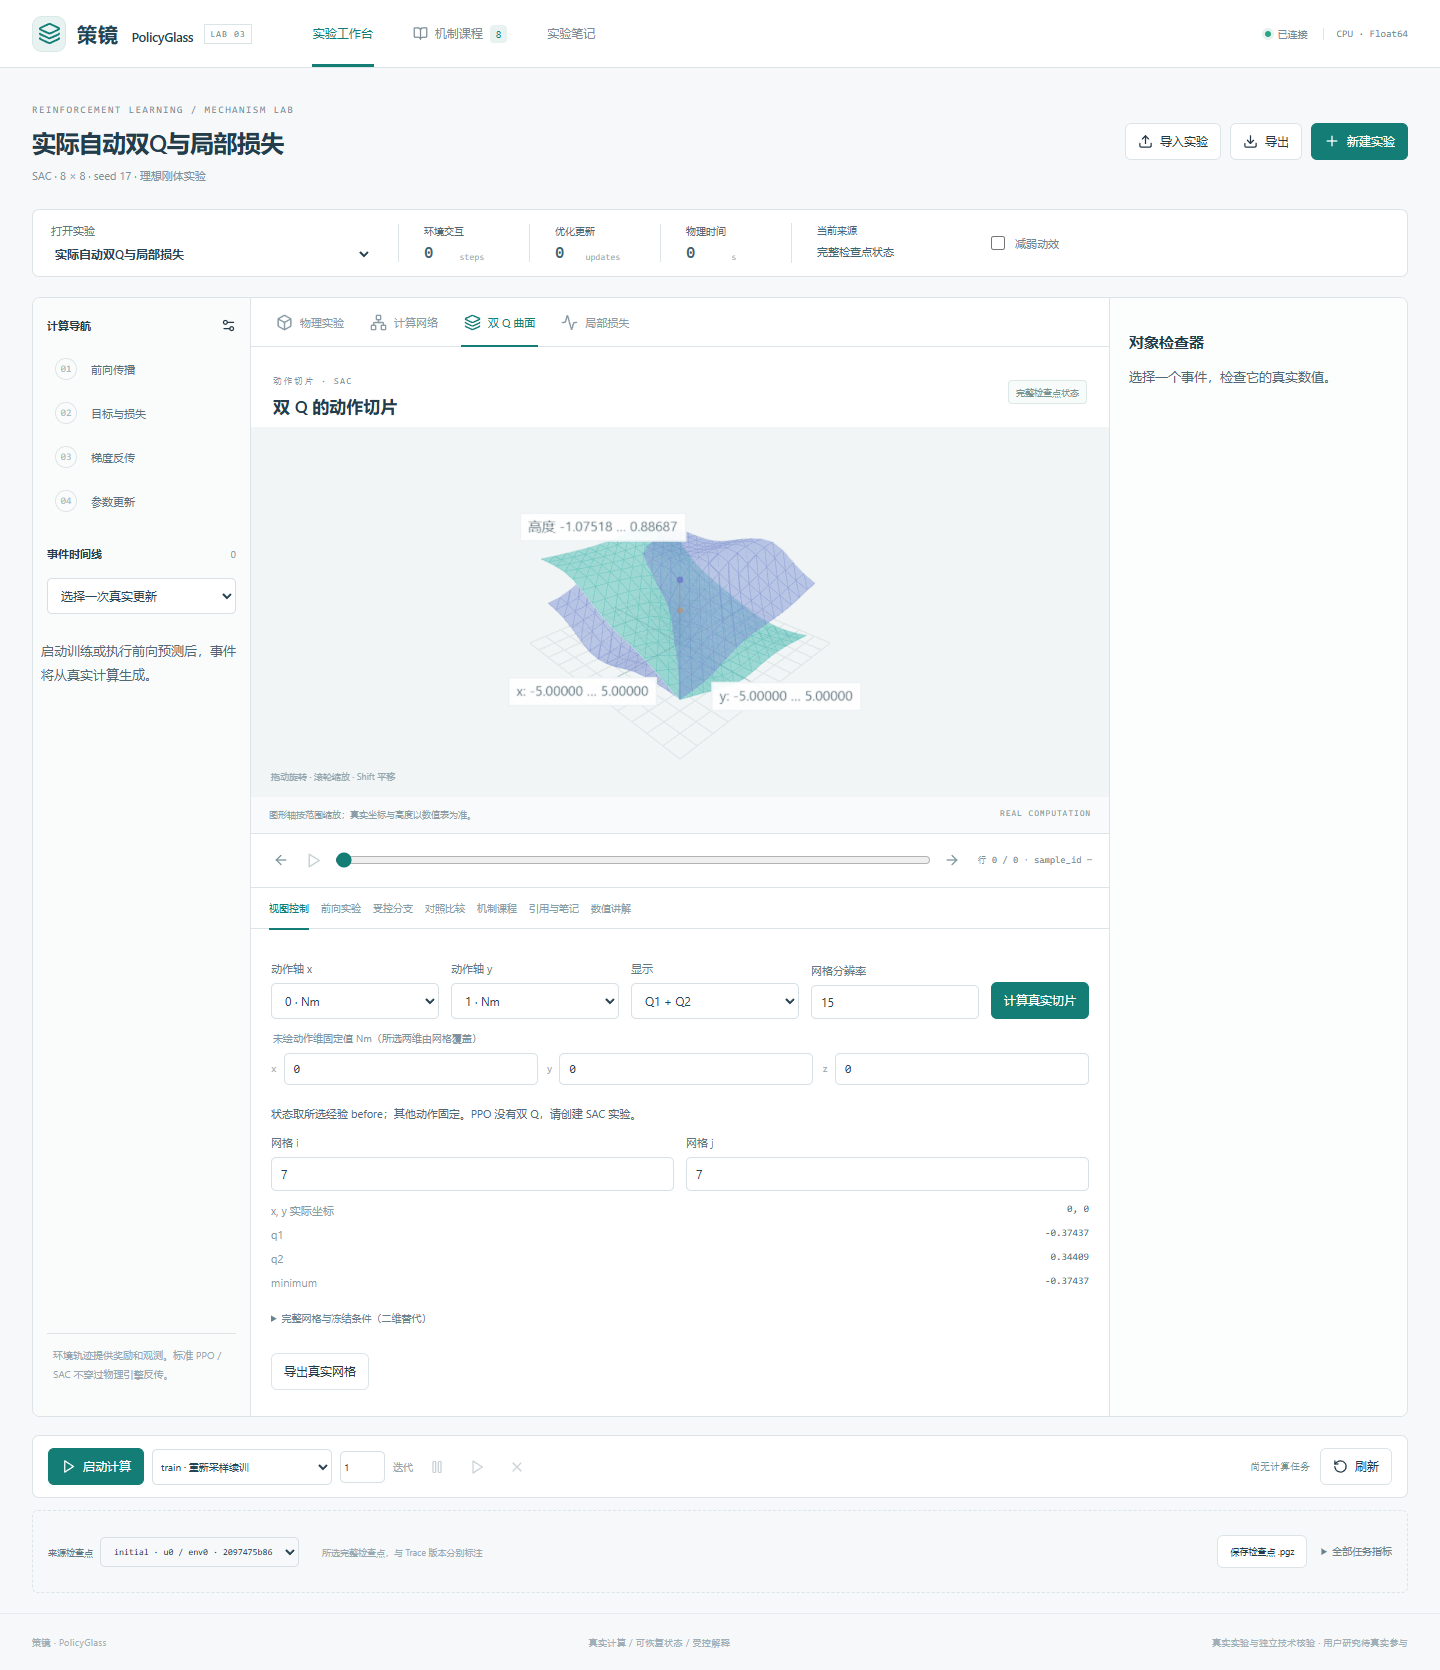 策镜 PolicyGlass LAB 03
实验工作台
机制课程 8
实验笔记
已连接
CPU · Float64
REINFORCEMENT LEARNING / MECHANISM LAB
实际自动双Q与局部损失
SAC · 8 × 8 · seed 17 · 理想刚体实验
导入实验
导出
新建实验
打开实验
实际自动双Q与局部损失
环境交互
0 steps
优化更新
0 updates
物理时间
0 s
当前来源
完整检查点状态
减弱动效
计算导航
01 前向传播
02 目标与损失
03 梯度反传
04 参数更新
事件时间线 0
选择一次真实更新
启动训练或执行前向预测后，事件
将从真实计算生成。
环境轨迹提供奖励和观测。标准 PPO /
SAC 不穿过物理引擎反传。
物理实验
计算网络
双 Q 曲面
局部损失
动作切片 · SAC
双 Q 的动作切片
完整检查点状态
高度 -1.07518 ... 0.88687
x: -5.00000 ... 5.00000
y: -5.00000 ... 5.00000
拖动旋转 · 滚轮缩放 · Shift 平移
图形轴按范围缩放；真实坐标与高度以数值表为准。
REAL COMPUTATION
行 0 / 0 · sample_id —
视图控制
前向实验
受控分支
对照比较
机制课程
引用与笔记
数值讲解
动作轴 x
0 · Nm
动作轴 y
1 · Nm
显示
Q1 + Q2
网格分辨率
15
计算真实切片
未绘动作维固定值 Nm（所选两维由网格覆盖）
x 0
y 0
z 0
状态取所选经验 before；其他动作固定。PPO 没有双 Q，请创建 SAC 实验。
网格 i
7
网格 j
7
x, y 实际坐标 0, 0
q1 -0.37437
q2 0.34409
minimum -0.37437
完整网格与冻结条件（二维替代）
导出真实网格
对象检查器
选择一个事件，检查它的真实数值。
启动计算
train · 重新采样续训
1
迭代
尚无计算任务
刷新
来源检查点
initial · u0 / env0 · 2097475b86
所选完整检查点，与 Trace 版本分别标注
保存检查点 .pgz
全部任务指标
策镜 · PolicyGlass
真实计算 / 可恢复状态 / 受控解释
真实实验与独立技术核验 · 用户研究待真实参与